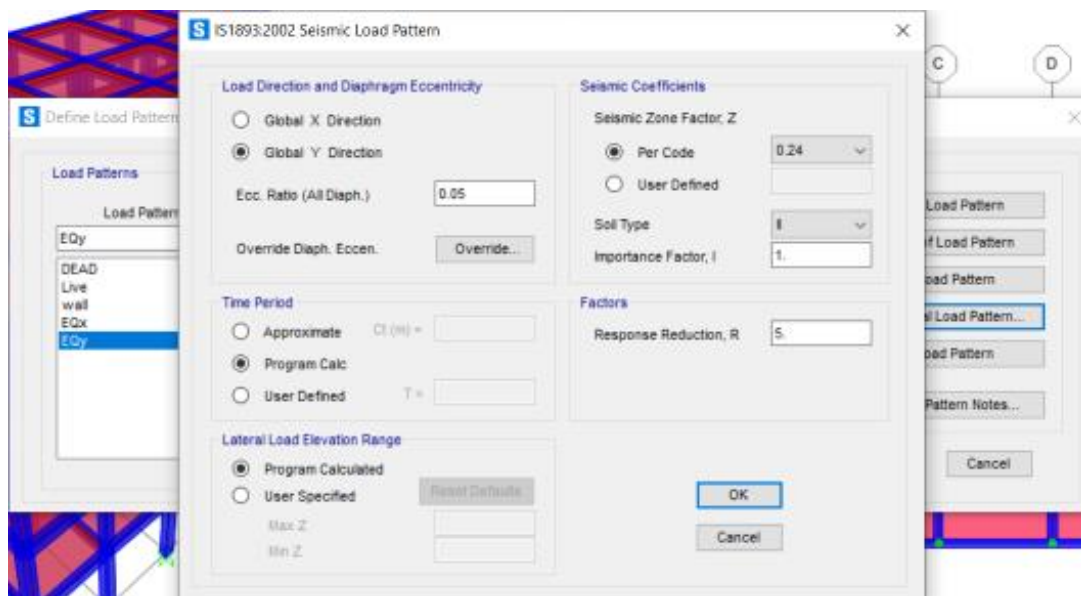 IS1893:2002 Seismic Load Pattern
C
D
Define Load Pattern
Load Patterns
Load Pattern
EQy
DEAD
Live
wall
EQx
EQy
Load Direction and Diaphragm Eccentricity
Global X Direction
Global Y Direction
Ecc. Ratio (All Diaph.)
0.05
Override Diaph. Eccen.
Override...
Time Period
Approximate
Ct (m) =
Program Calc
User Defined
T =
Lateral Load Elevation Range
Program Calculated
User Specified
Reset Defaults
Max Z
Min Z
Seismic Coefficients
Seismic Zone Factor, Z
Per Code
0.24
User Defined
Soil Type
II
Importance Factor, I
1.
Factors
Response Reduction, R
5.
OK
Cancel
Load Pattern
f Load Pattern
oad Pattern
al Load Pattern...
oad Pattern
Pattern Notes...
Cancel